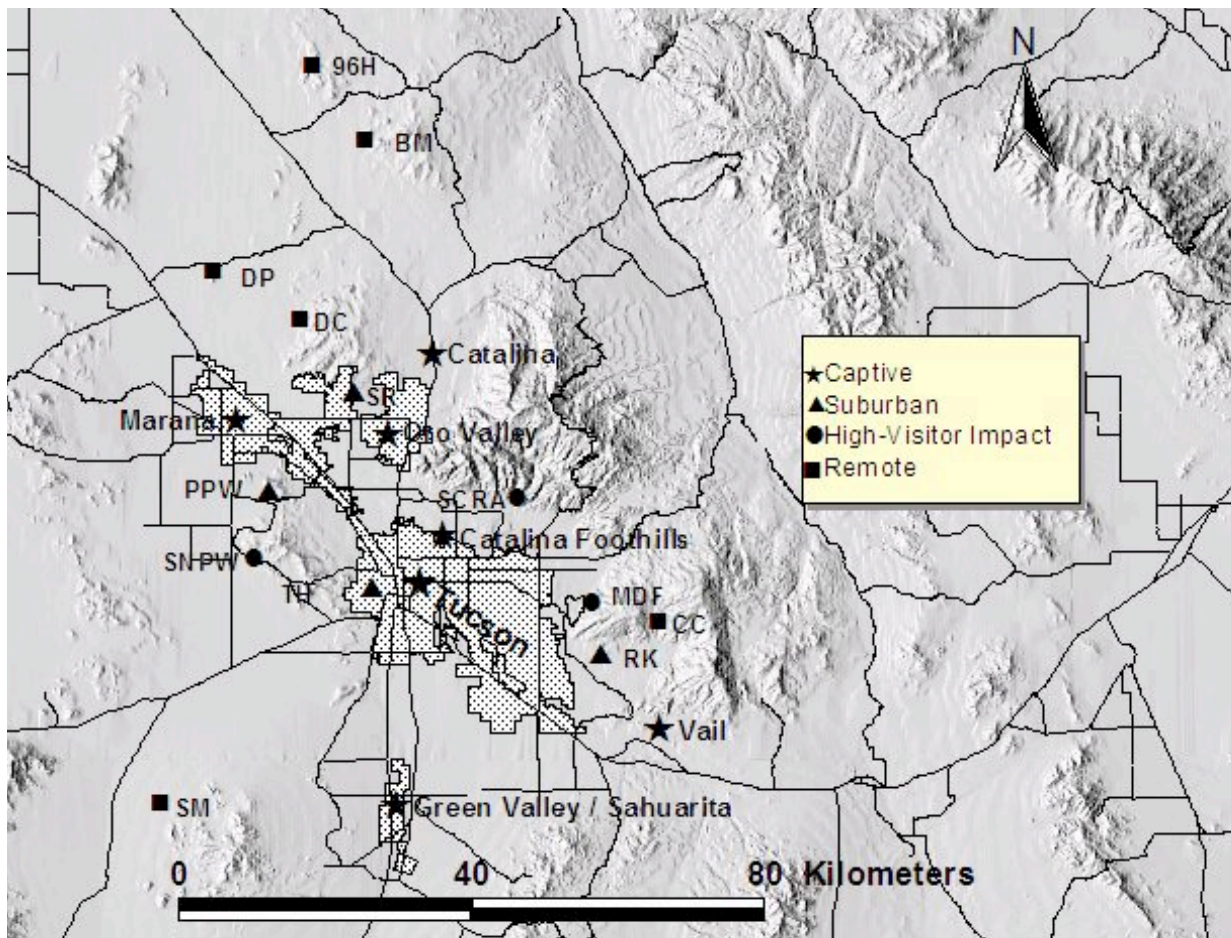 N
96H
BM
DP
DC
Catalina
Captive
Suburban
High-Visitor Impact
Remote
SR
Marana
Oro Valley
PPW
SCRA
Catalina Foothills
SNPW
TH
Tucson
MDF
CC
RK
Vail
SM
Green Valley / Sahuarita
0 40 80 Kilometers